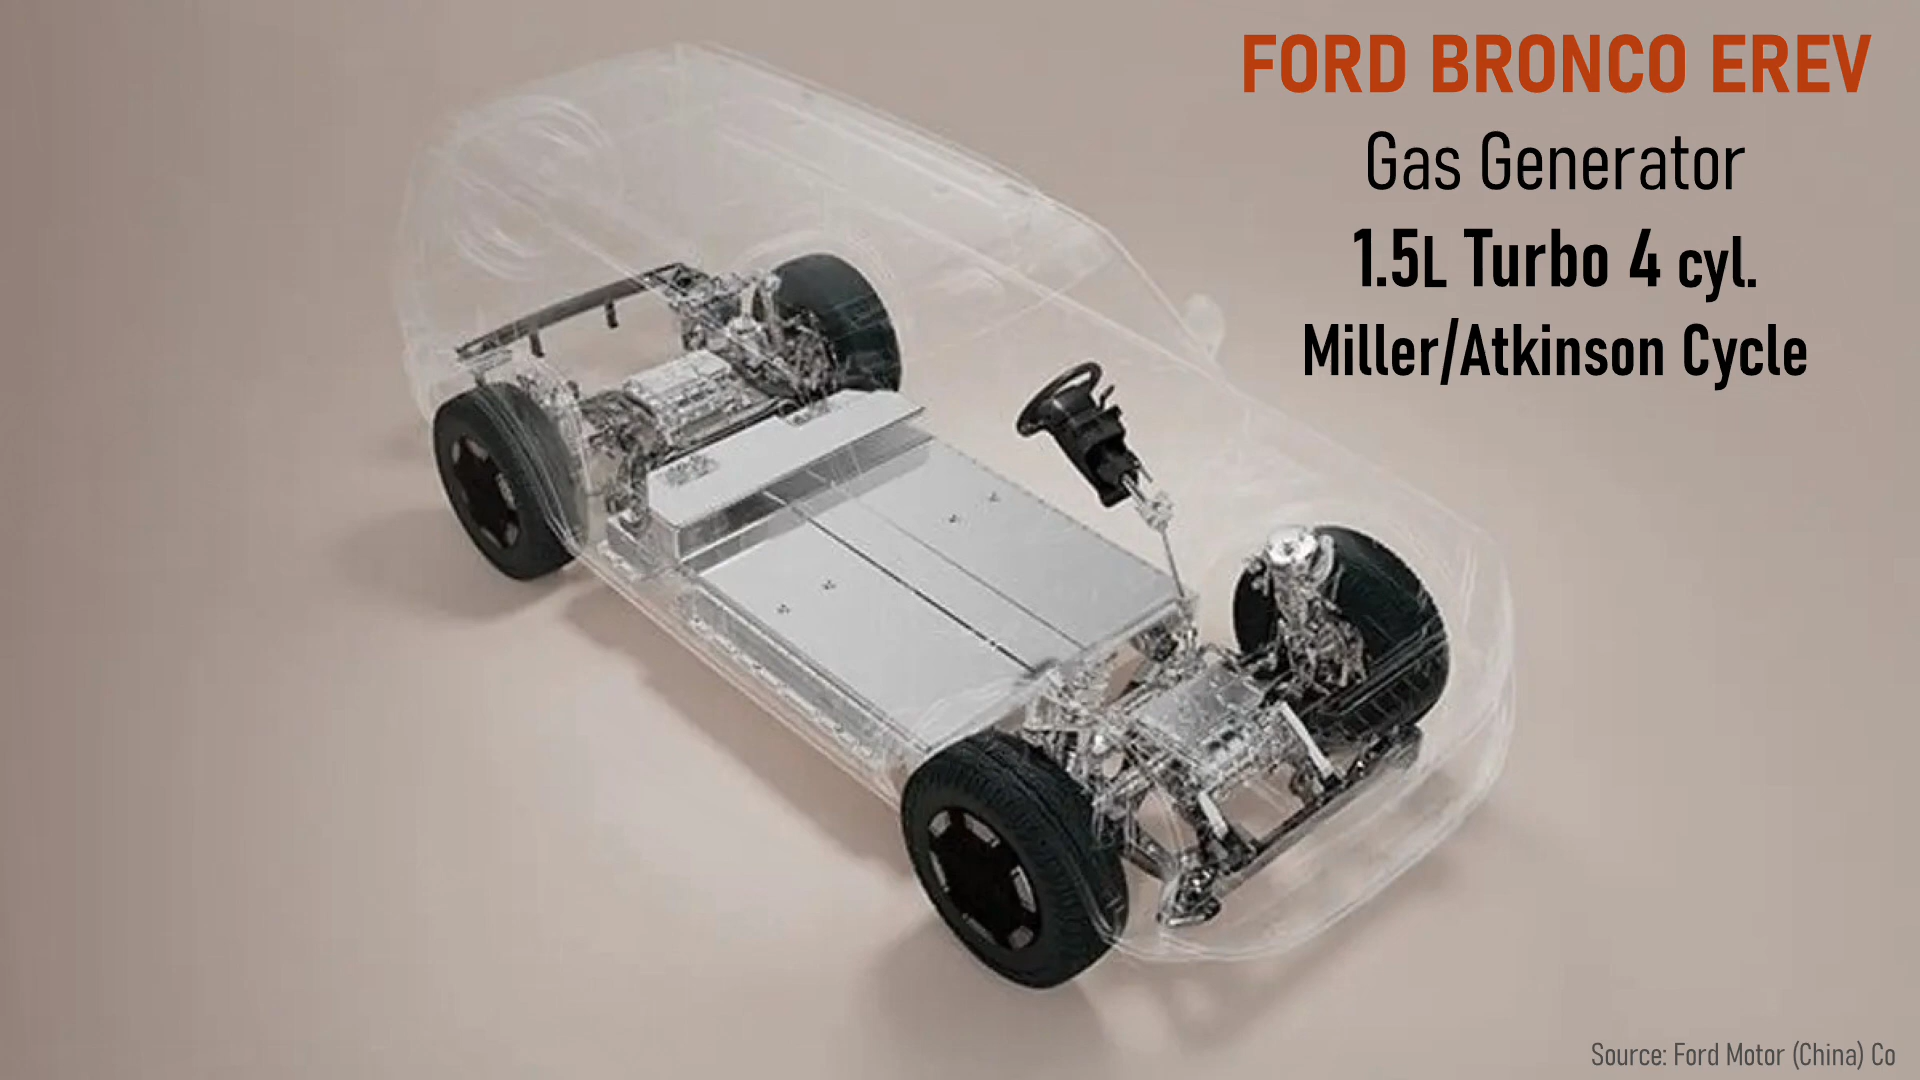 FORD BRONCO EREV
Gas Generator
1.5L Turbo 4 cyl.
Miller/Atkinson Cycle
Source: Ford Motor (China) Co